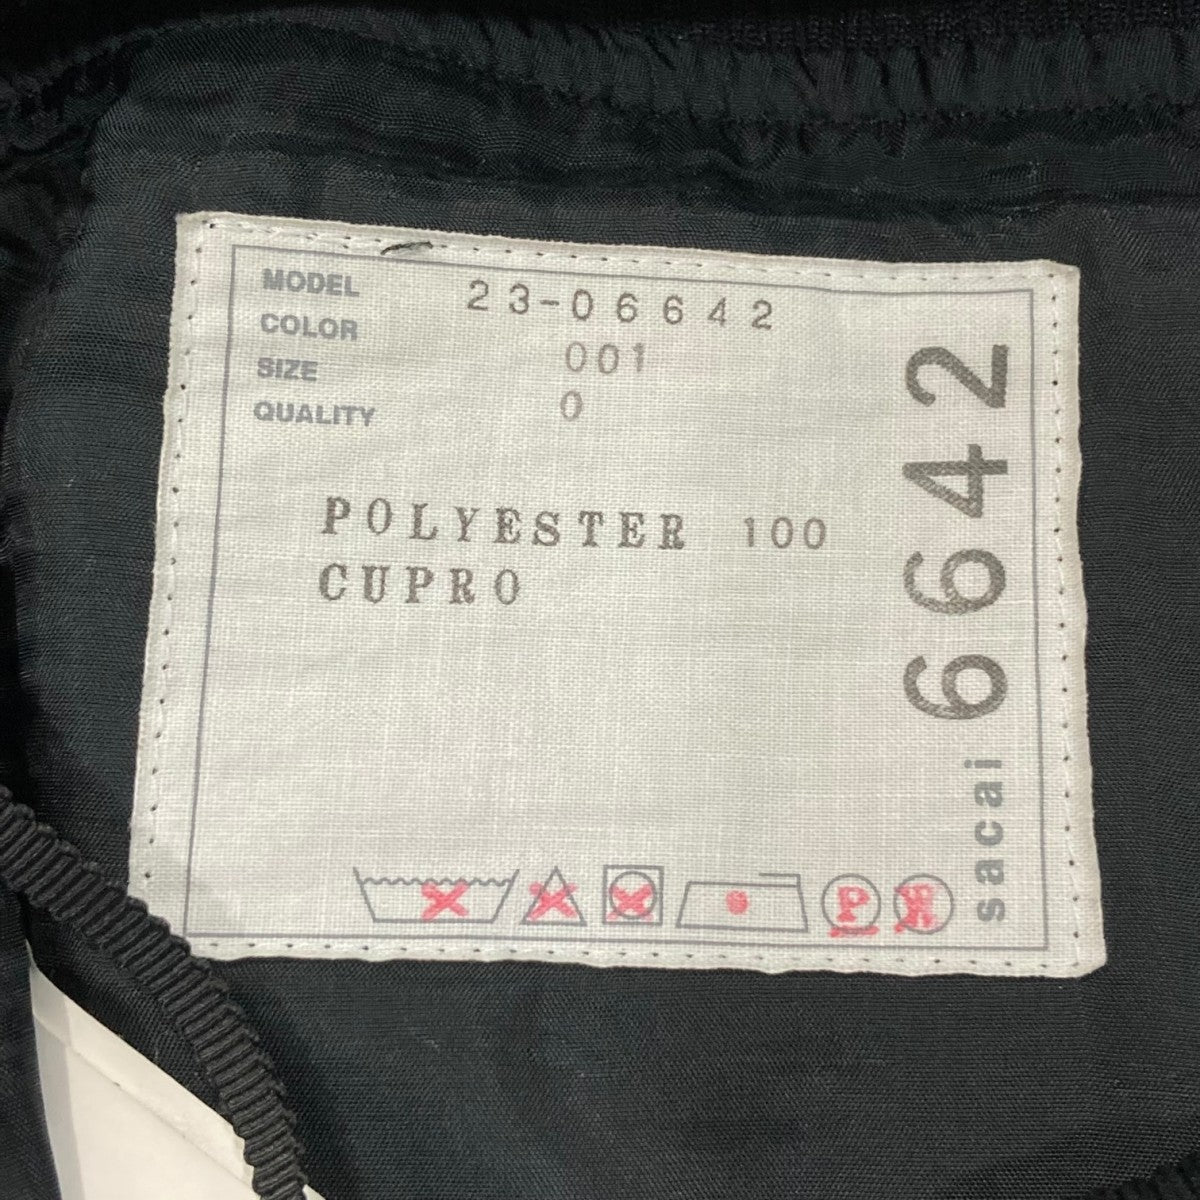 MODEL 23-06642
COLOR 001
SIZE 0
QUALITY
POLYESTER 100
CUPRO
P
W
sacai 6642